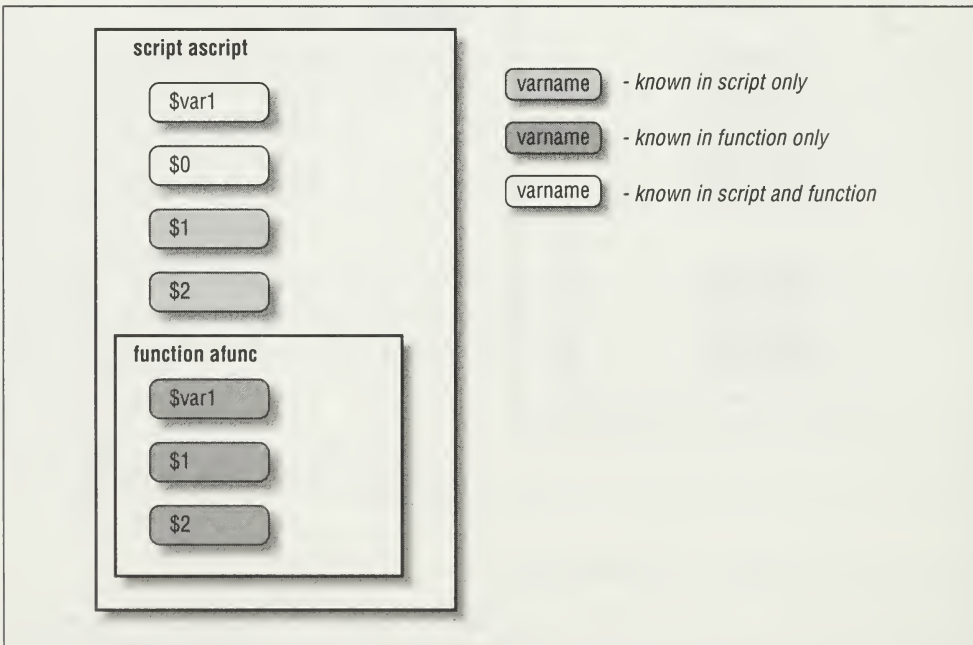 script ascript
$var1
$0
$1
$2
function afunc
$var1
$1
$2
varname - known in script only
varname - known in function only
varname - known in script and function